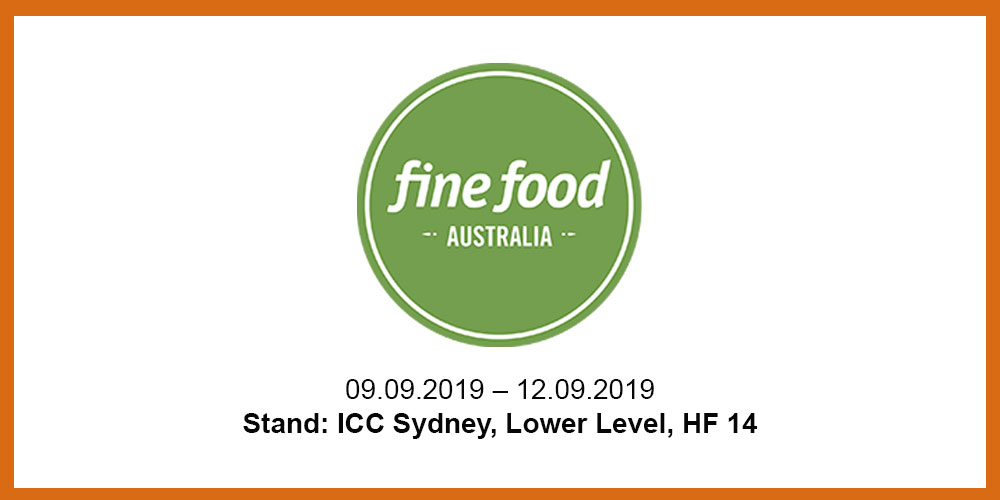 fine food
AUSTRALIA
09.09.2019 – 12.09.2019
Stand: ICC Sydney, Lower Level, HF 14